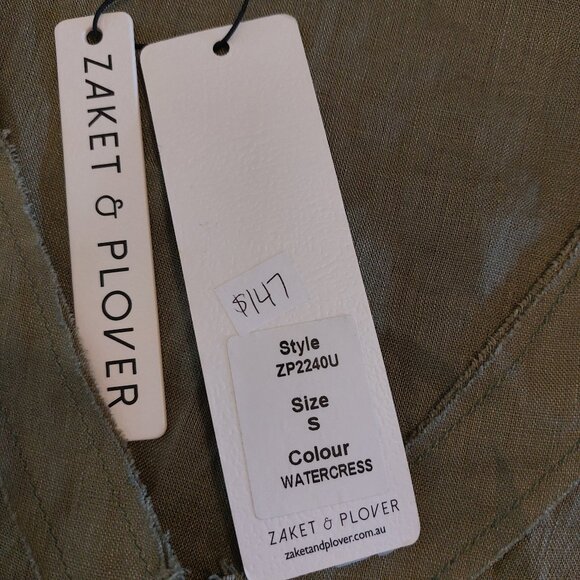 ZAKET & PLOVER
$147
Style
ZP2240U
Size
S
Colour
WATERCRESS
ZAKET & PLOVER
zaketandplover.com.au